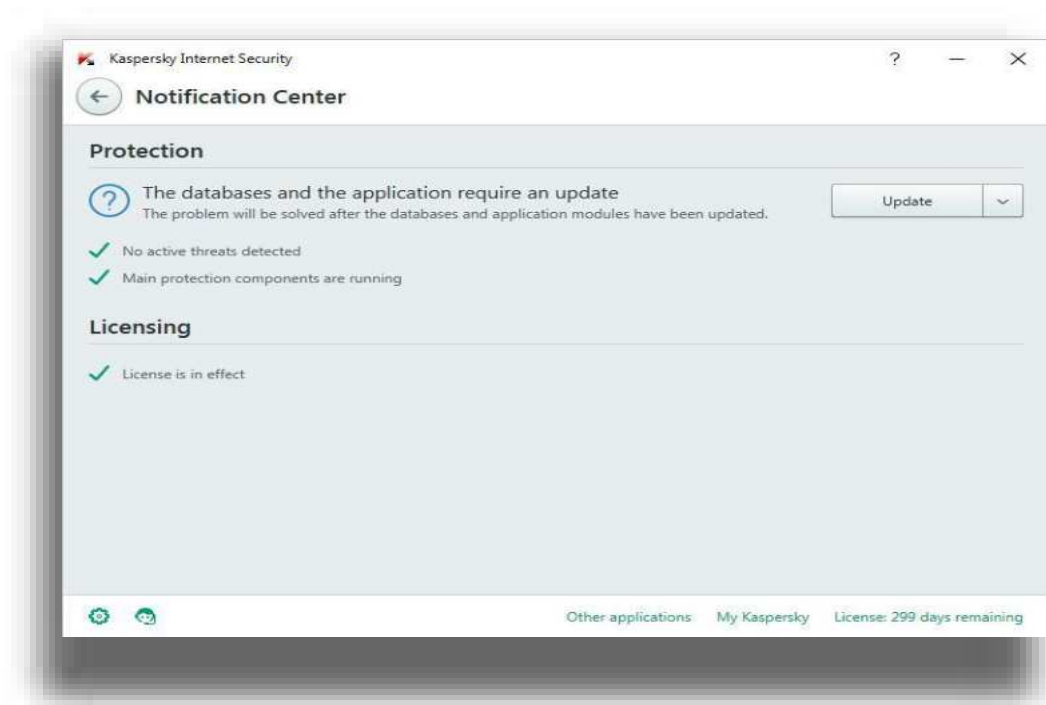 Kaspersky Internet Security
Notification Center
Protection
The databases and the application require an update
The problem will be solved after the databases and application modules have been updated.
Update
No active threats detected
Main protection components are running
Licensing
License is in effect
Other applications My Kaspersky License: 299 days remaining